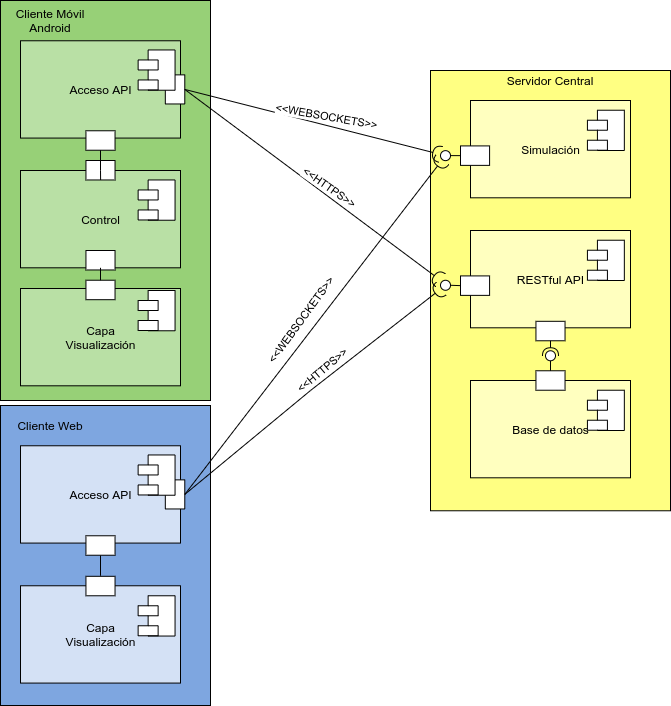 Cliente Móvil
Android
Acceso API
Control
Capa
Visualización
Cliente Web
Acceso API
Capa
Visualización
<<WEBSOCKETS>>
<<HTTPS>>
<<WEBSOCKETS>>
<<HTTPS>>
Servidor Central
Simulación
RESTful API
Base de datos